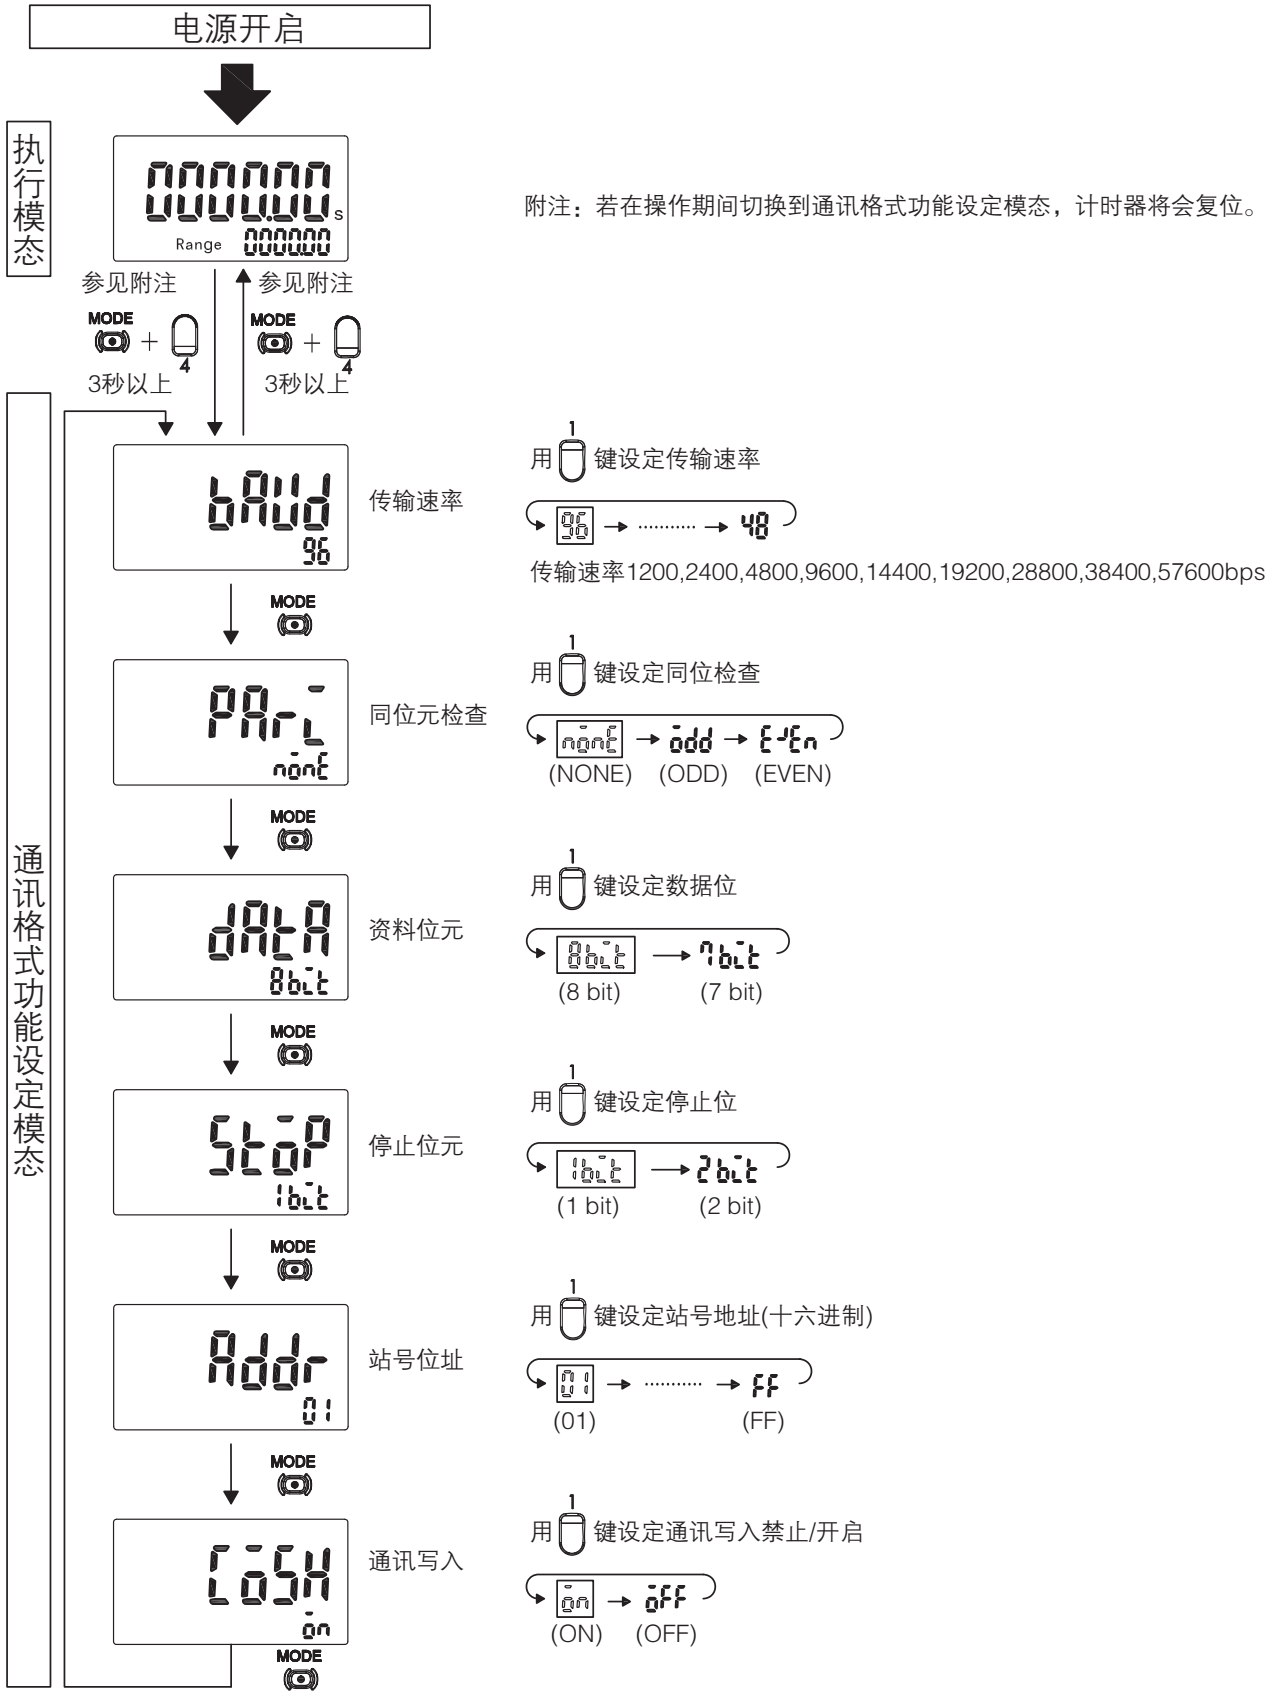 电源开启
执行模态
000000
0000.00s
Range 0000.00
附注：若在操作期间切换到通讯格式功能设定模态，计时器将会复位。
参见附注 参见附注
MODE MODE
+ +
4 4
3秒以上 3秒以上
通讯格式功能设定模态
bAUd
96
传输速率
1
用 键设定传输速率
96 ··········· 48
传输速率1200,2400,4800,9600,14400,19200,28800,38400,57600bps
MODE
PAri
nonE
同位元检查
1
用 键设定同位检查
nonE odd EvEn
(NONE) (ODD) (EVEN)
MODE
dAtA
8bit
资料位元
1
用 键设定数据位
8bit 7bit
(8 bit) (7 bit)
MODE
StoP
1bit
停止位元
1
用 键设定停止位
1bit 2bit
(1 bit) (2 bit)
MODE
Addr
01
站号位址
1
用 键设定站号地址(十六进制)
01 ··········· FF
(01) (FF)
MODE
CoSH
on
通讯写入
1
用 键设定通讯写入禁止/开启
on oFF
(ON) (OFF)
MODE